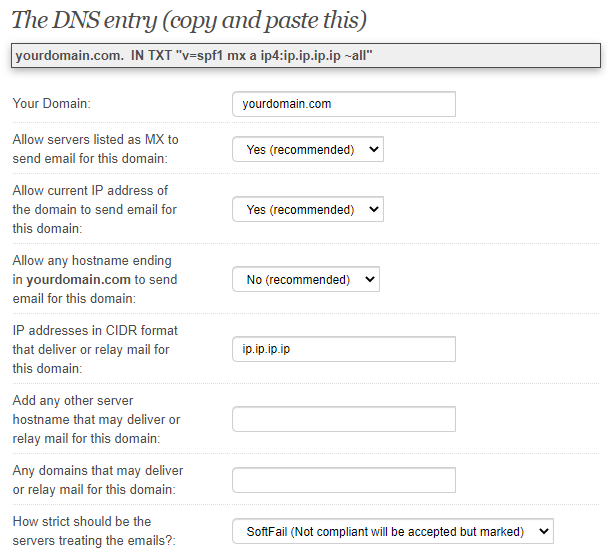 The DNS entry (copy and paste this)
yourdomain.com.  IN TXT "v=spf1 mx a ip4:ip.ip.ip.ip ~all"
Your Domain:
yourdomain.com
Allow servers listed as MX to
send email for this domain:
Yes (recommended)
Allow current IP address of
the domain to send email for
this domain:
Yes (recommended)
Allow any hostname ending
in yourdomain.com to send
email for this domain:
No (recommended)
IP addresses in CIDR format
that deliver or relay mail for
this domain:
ip.ip.ip.ip
Add any other server
hostname that may deliver or
relay mail for this domain:
Any domains that may deliver
or relay mail for this domain:
How strict should be the
servers treating the emails?:
SoftFail (Not compliant will be accepted but marked)